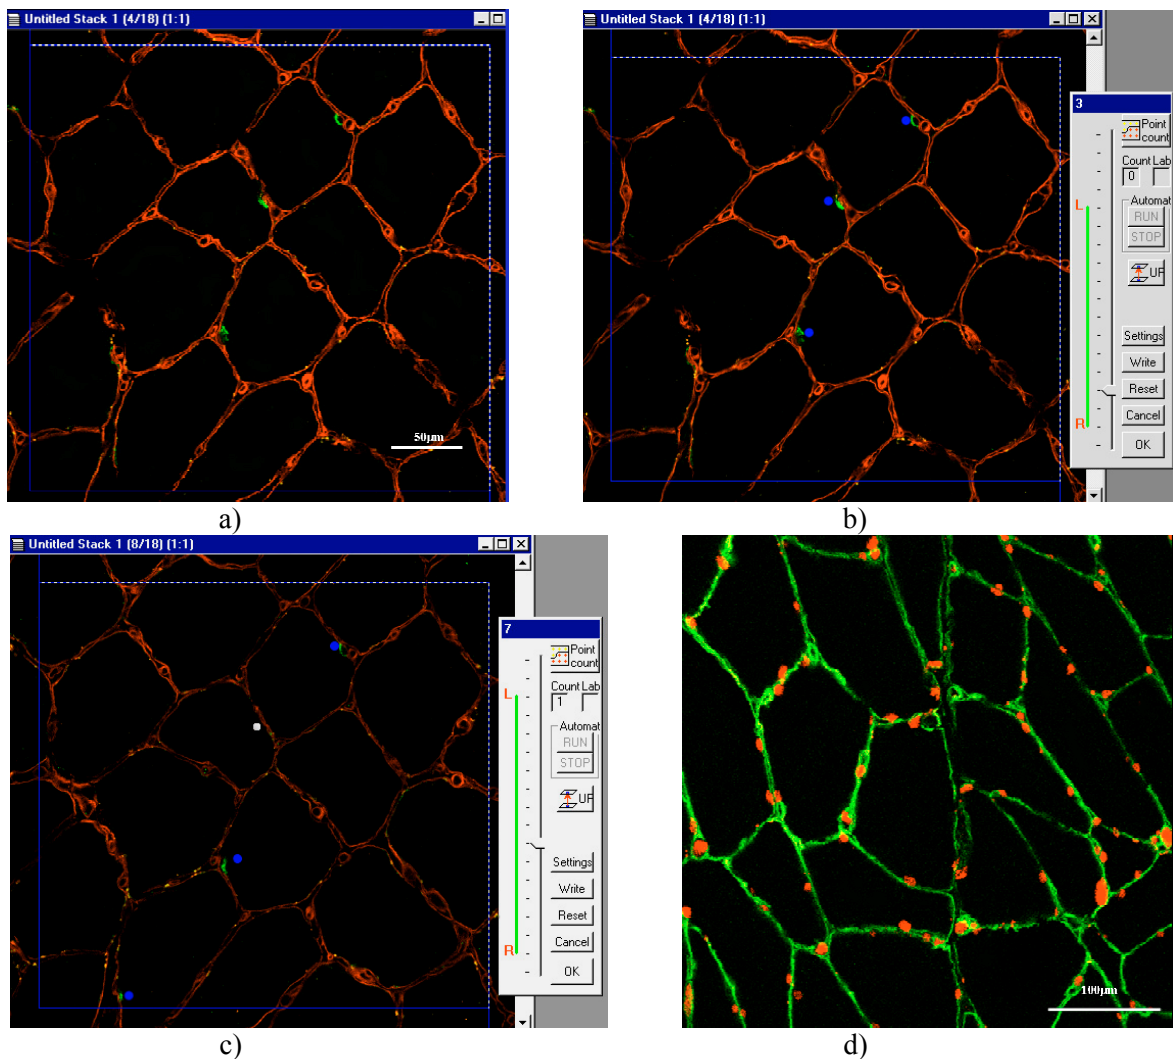 Untitled Stack 1 (4/18) (1:1)
50µm
a)
Untitled Stack 1 (4/18) (1:1)
3
Point
count
Count Lab
0
Automat
RUN
STOP
L
UP
Settings
Write
Reset
Cancel
R
OK
b)
Untitled Stack 1 (8/18) (1:1)
7
Point
count
Count Lab
1
L
Automat
RUN
STOP
UP
Settings
Write
Reset
Cancel
R
OK
c)
100µm
d)